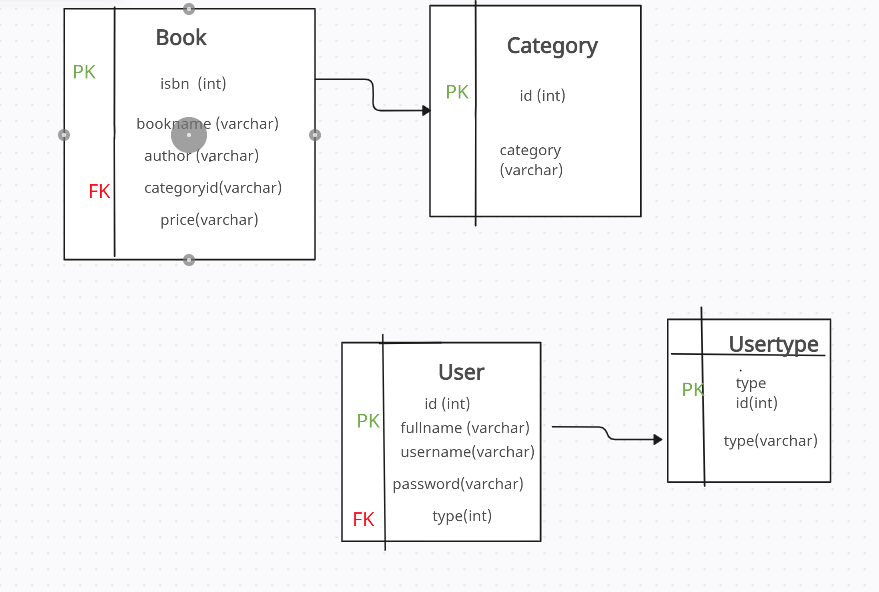 Book
PK
isbn (int)
bookname (varchar)
author (varchar)
FK
categoryid(varchar)
price(varchar)
Category
PK
id (int)
category
(varchar)
User
id (int)
PK
fullname (varchar)
username(varchar)
password(varchar)
FK
type(int)
Usertype
PK
type
id(int)
type(varchar)